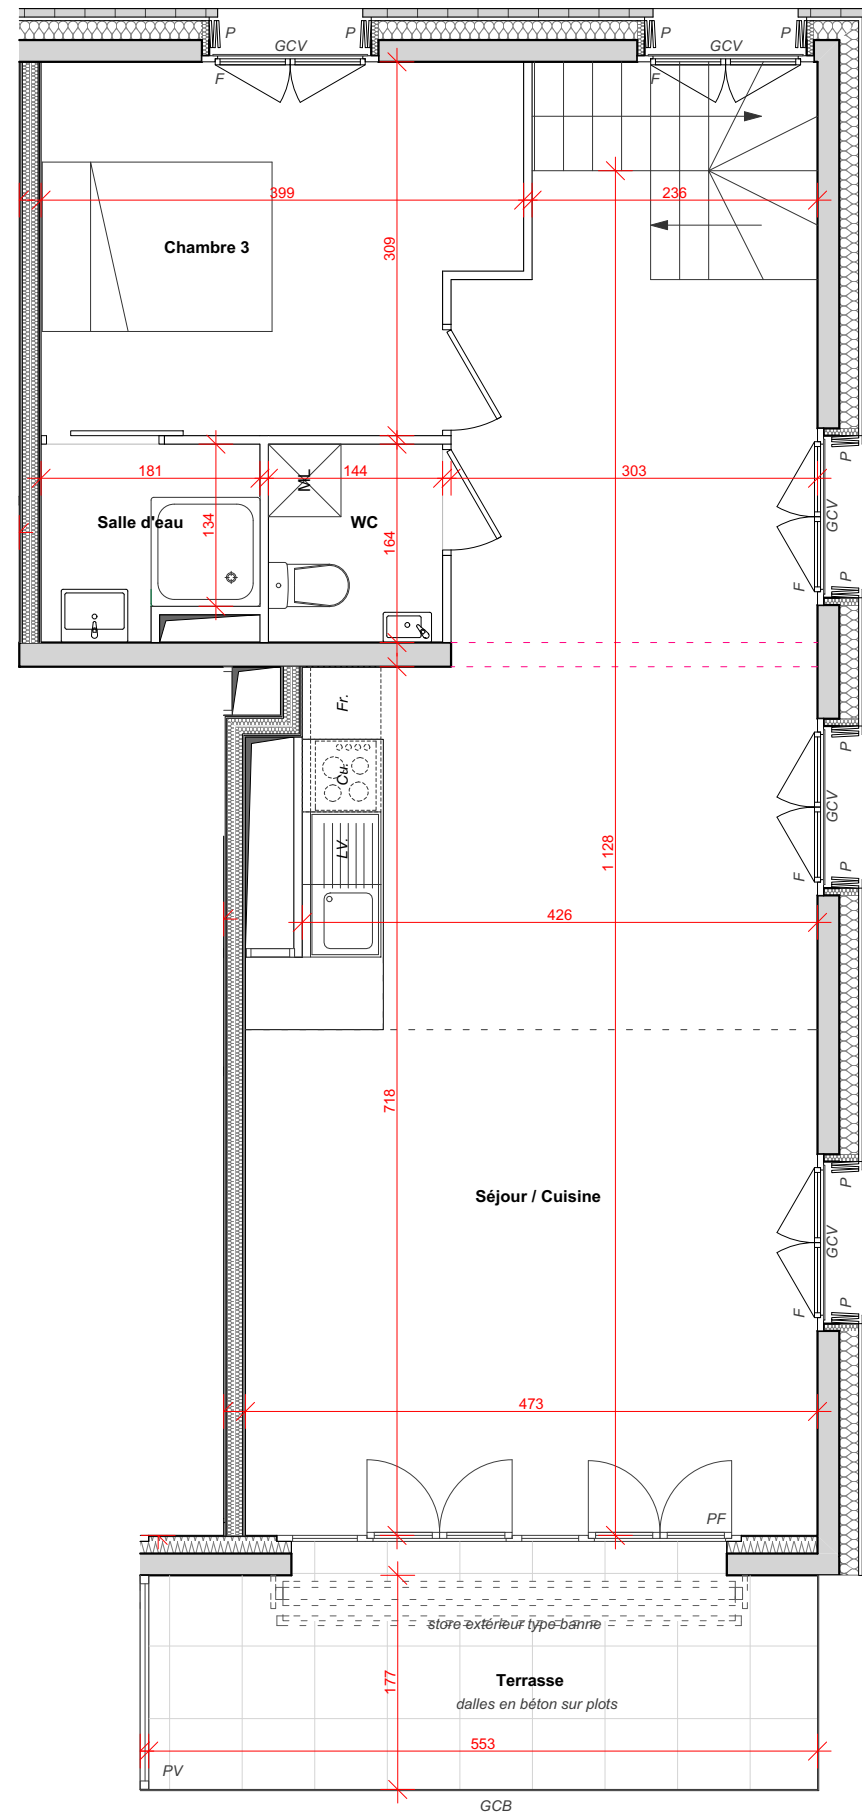 P
GCV
P
P
GCV
F
F
399
236
Chambre 3
309
181
ML
144
303
P
Salle d'eau
134
WC
164
GCV
F
P
Fr.
P
Cu.
GCV
LV.
1 128
P
F
426
718
P
Séjour / Cuisine
GCV
P
F
473
PF
store extérieur type banne
Terrasse
177
dalles en béton sur plots
553
PV
GCB